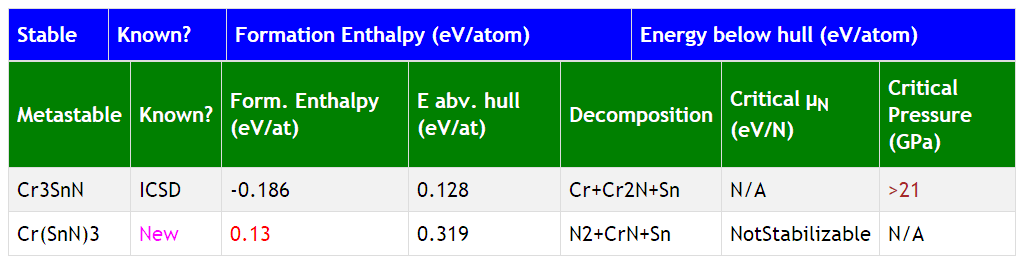 Stable Known? Formation Enthalpy (eV/atom) Energy below hull (eV/atom)
Metastable Known? Form. Enthalpy (eV/at) E abv. hull (eV/at) Decomposition Critical μN (eV/N) Critical Pressure (GPa)
Cr3SnN ICSD -0.186 0.128 Cr+Cr2N+Sn N/A >21
Cr(SnN)3 New 0.13 0.319 N2+CrN+Sn NotStabilizable N/A